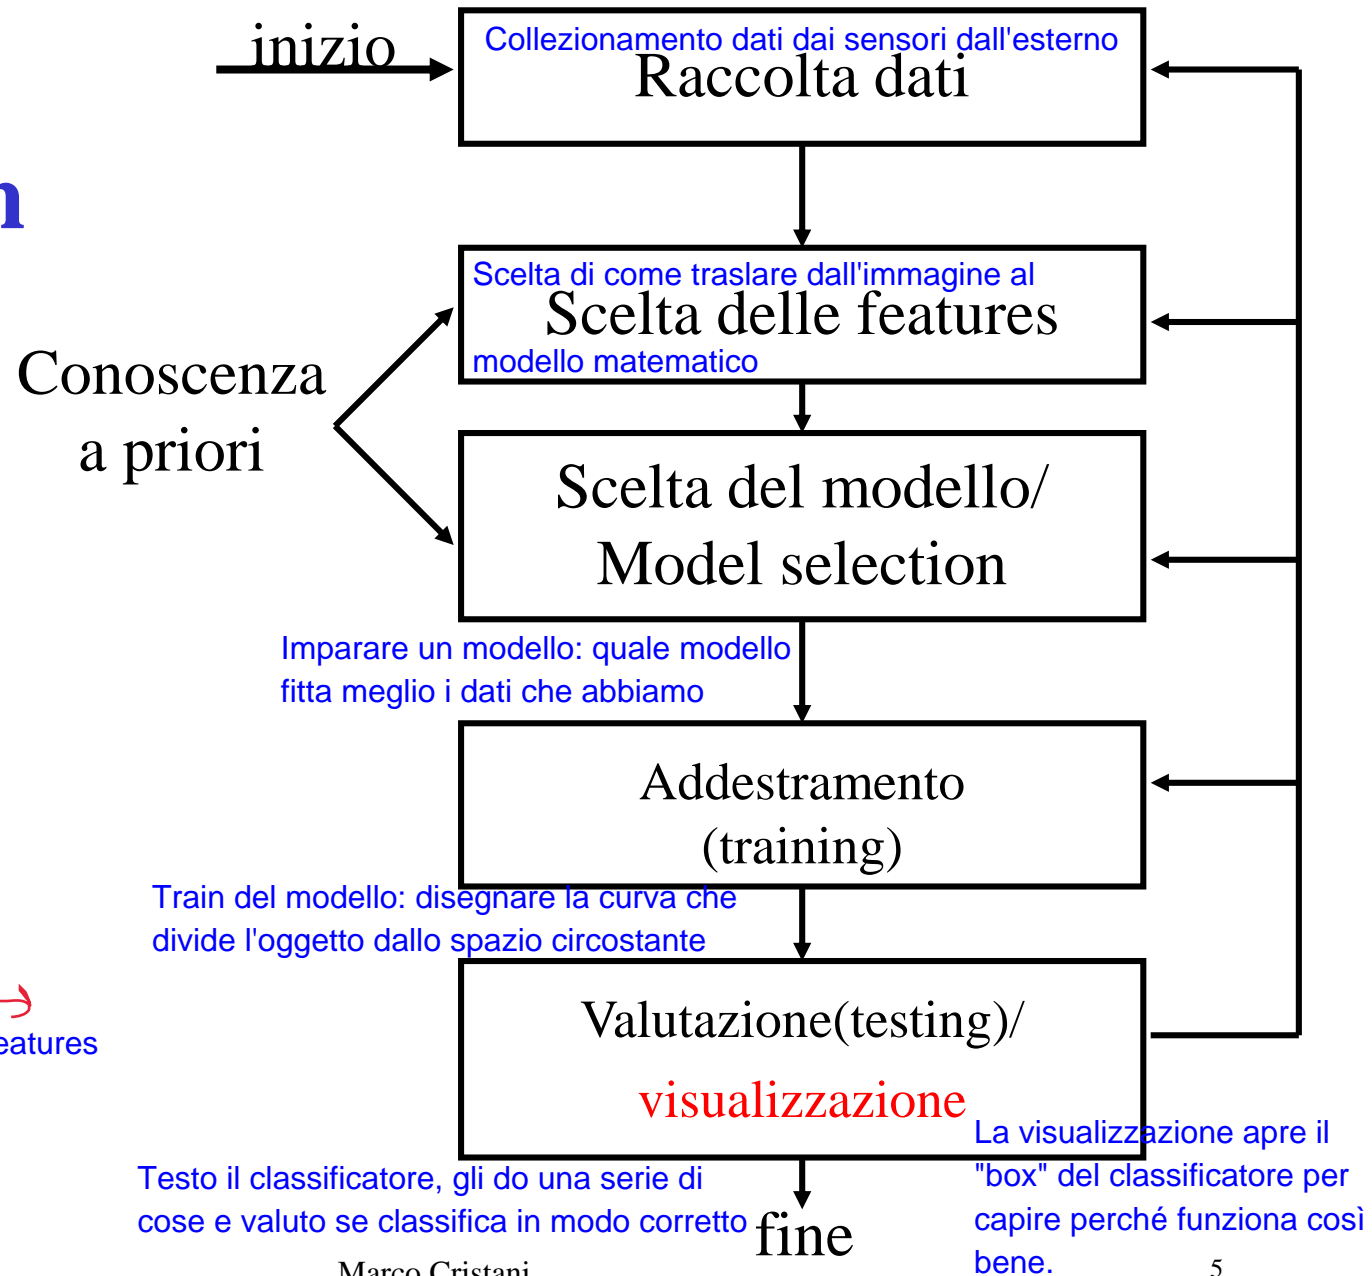 inizio
Collezionamento dati dai sensori dall'esterno
Raccolta dati
Scelta di come traslare dall'immagine al
Scelta delle features
modello matematico
Conoscenza
a priori
Scelta del modello/
Model selection
Imparare un modello: quale modello
fitta meglio i dati che abbiamo
Addestramento
(training)
Train del modello: disegnare la curva che
divide l'oggetto dallo spazio circostante
Valutazione(testing)/
visualizzazione
La visualizzazione apre il
"box" del classificatore per
capire perché funziona così
bene.
Testo il classificatore, gli do una serie di
cose e valuto se classifica in modo corretto
fine
Marco Cristani
5